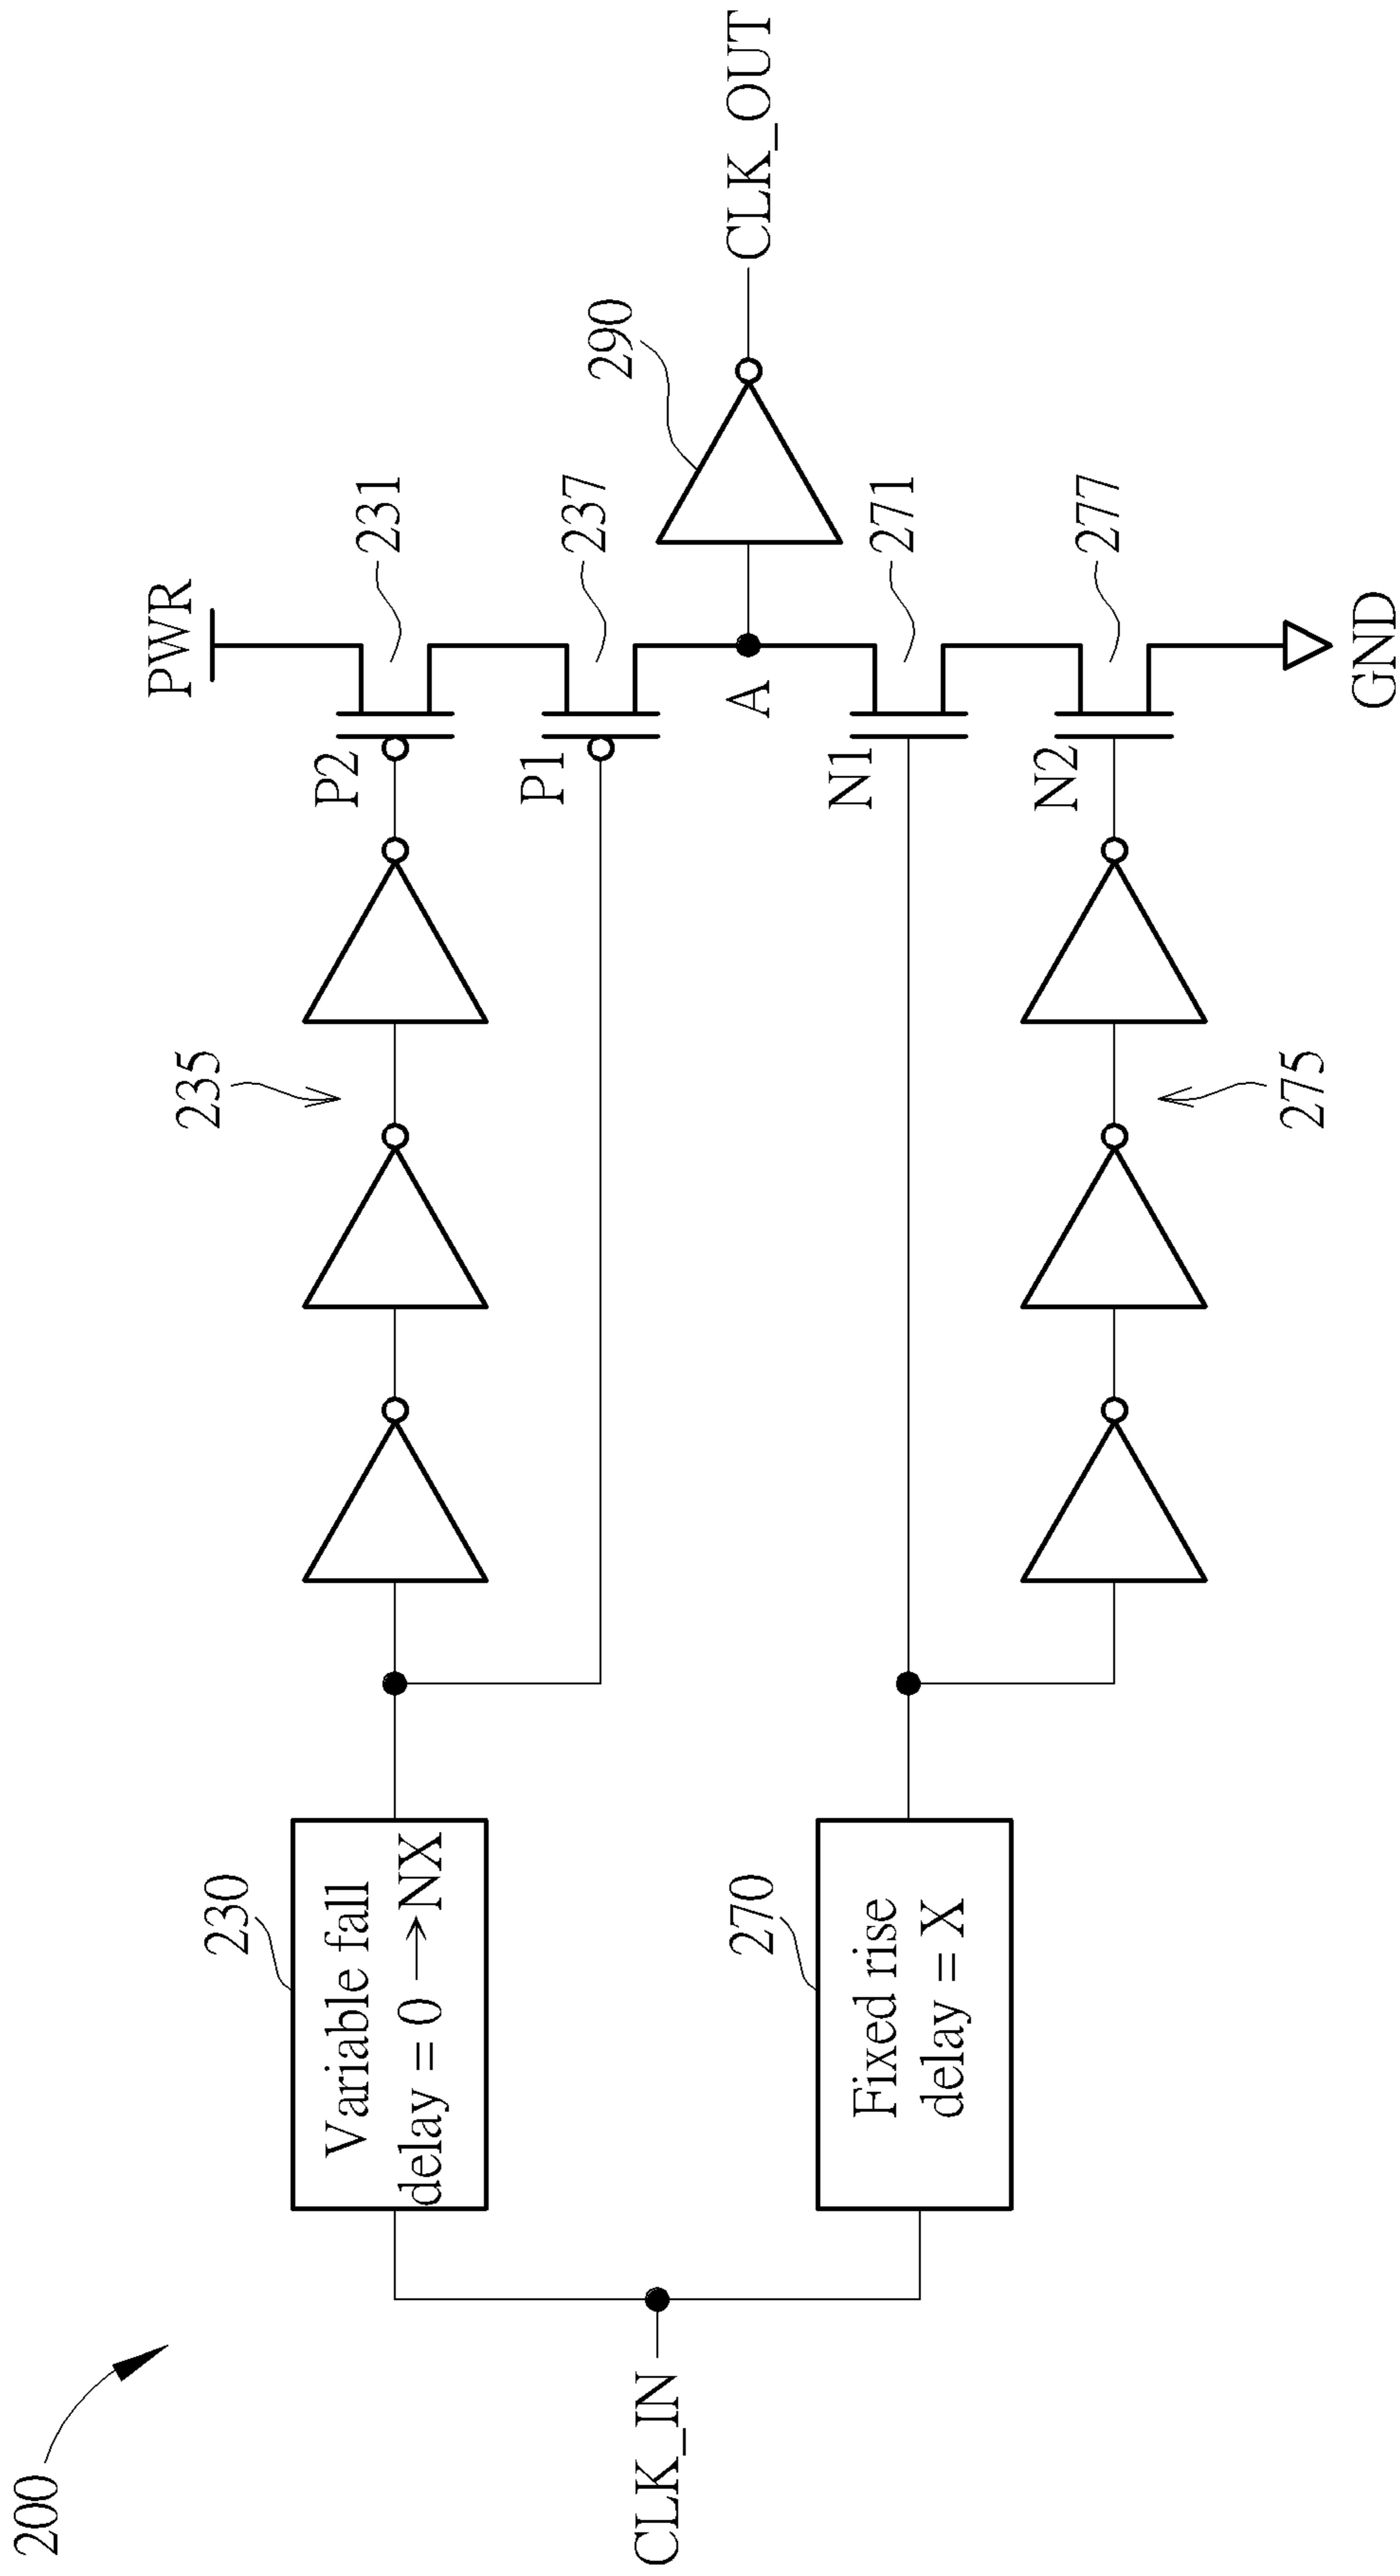 200
CLK_IN
230
Variable fall
delay = 0 →NX
270
Fixed rise
delay = X
235
275
PWR
P2
231
P1
237
A
290
CLK_OUT
N1
271
N2
277
GND